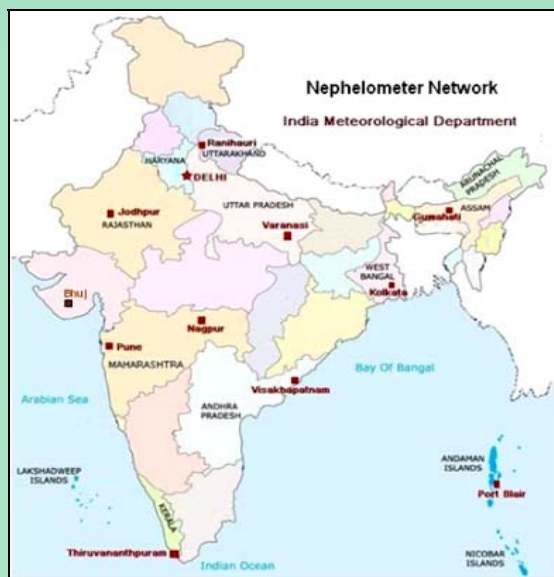 Nephelometer Network
India Meteorological Department
Ranihauri
UTTARAKHAND
HARYANA
DELHI
ARUNACHAL
PRADESH
UTTAR PRADESH
ASSAM
Guwahati
Jodhpur
RAJASTHAN
Varanasi
WEST
BANGAL
Kolkata
Bhuj
Nagpur
Pune
MAHARASHTRA
Visakhapatnam
Bay Of Bangal
Arabian Sea
ANDHRA
PRADESH
ANDAMAN
ISLANDS
LAKSHADWEEP
ISLANDS
Port Blair
KERALA
Thiruvananthpuram
Indian Ocean
NICOBAR
ISLANDS